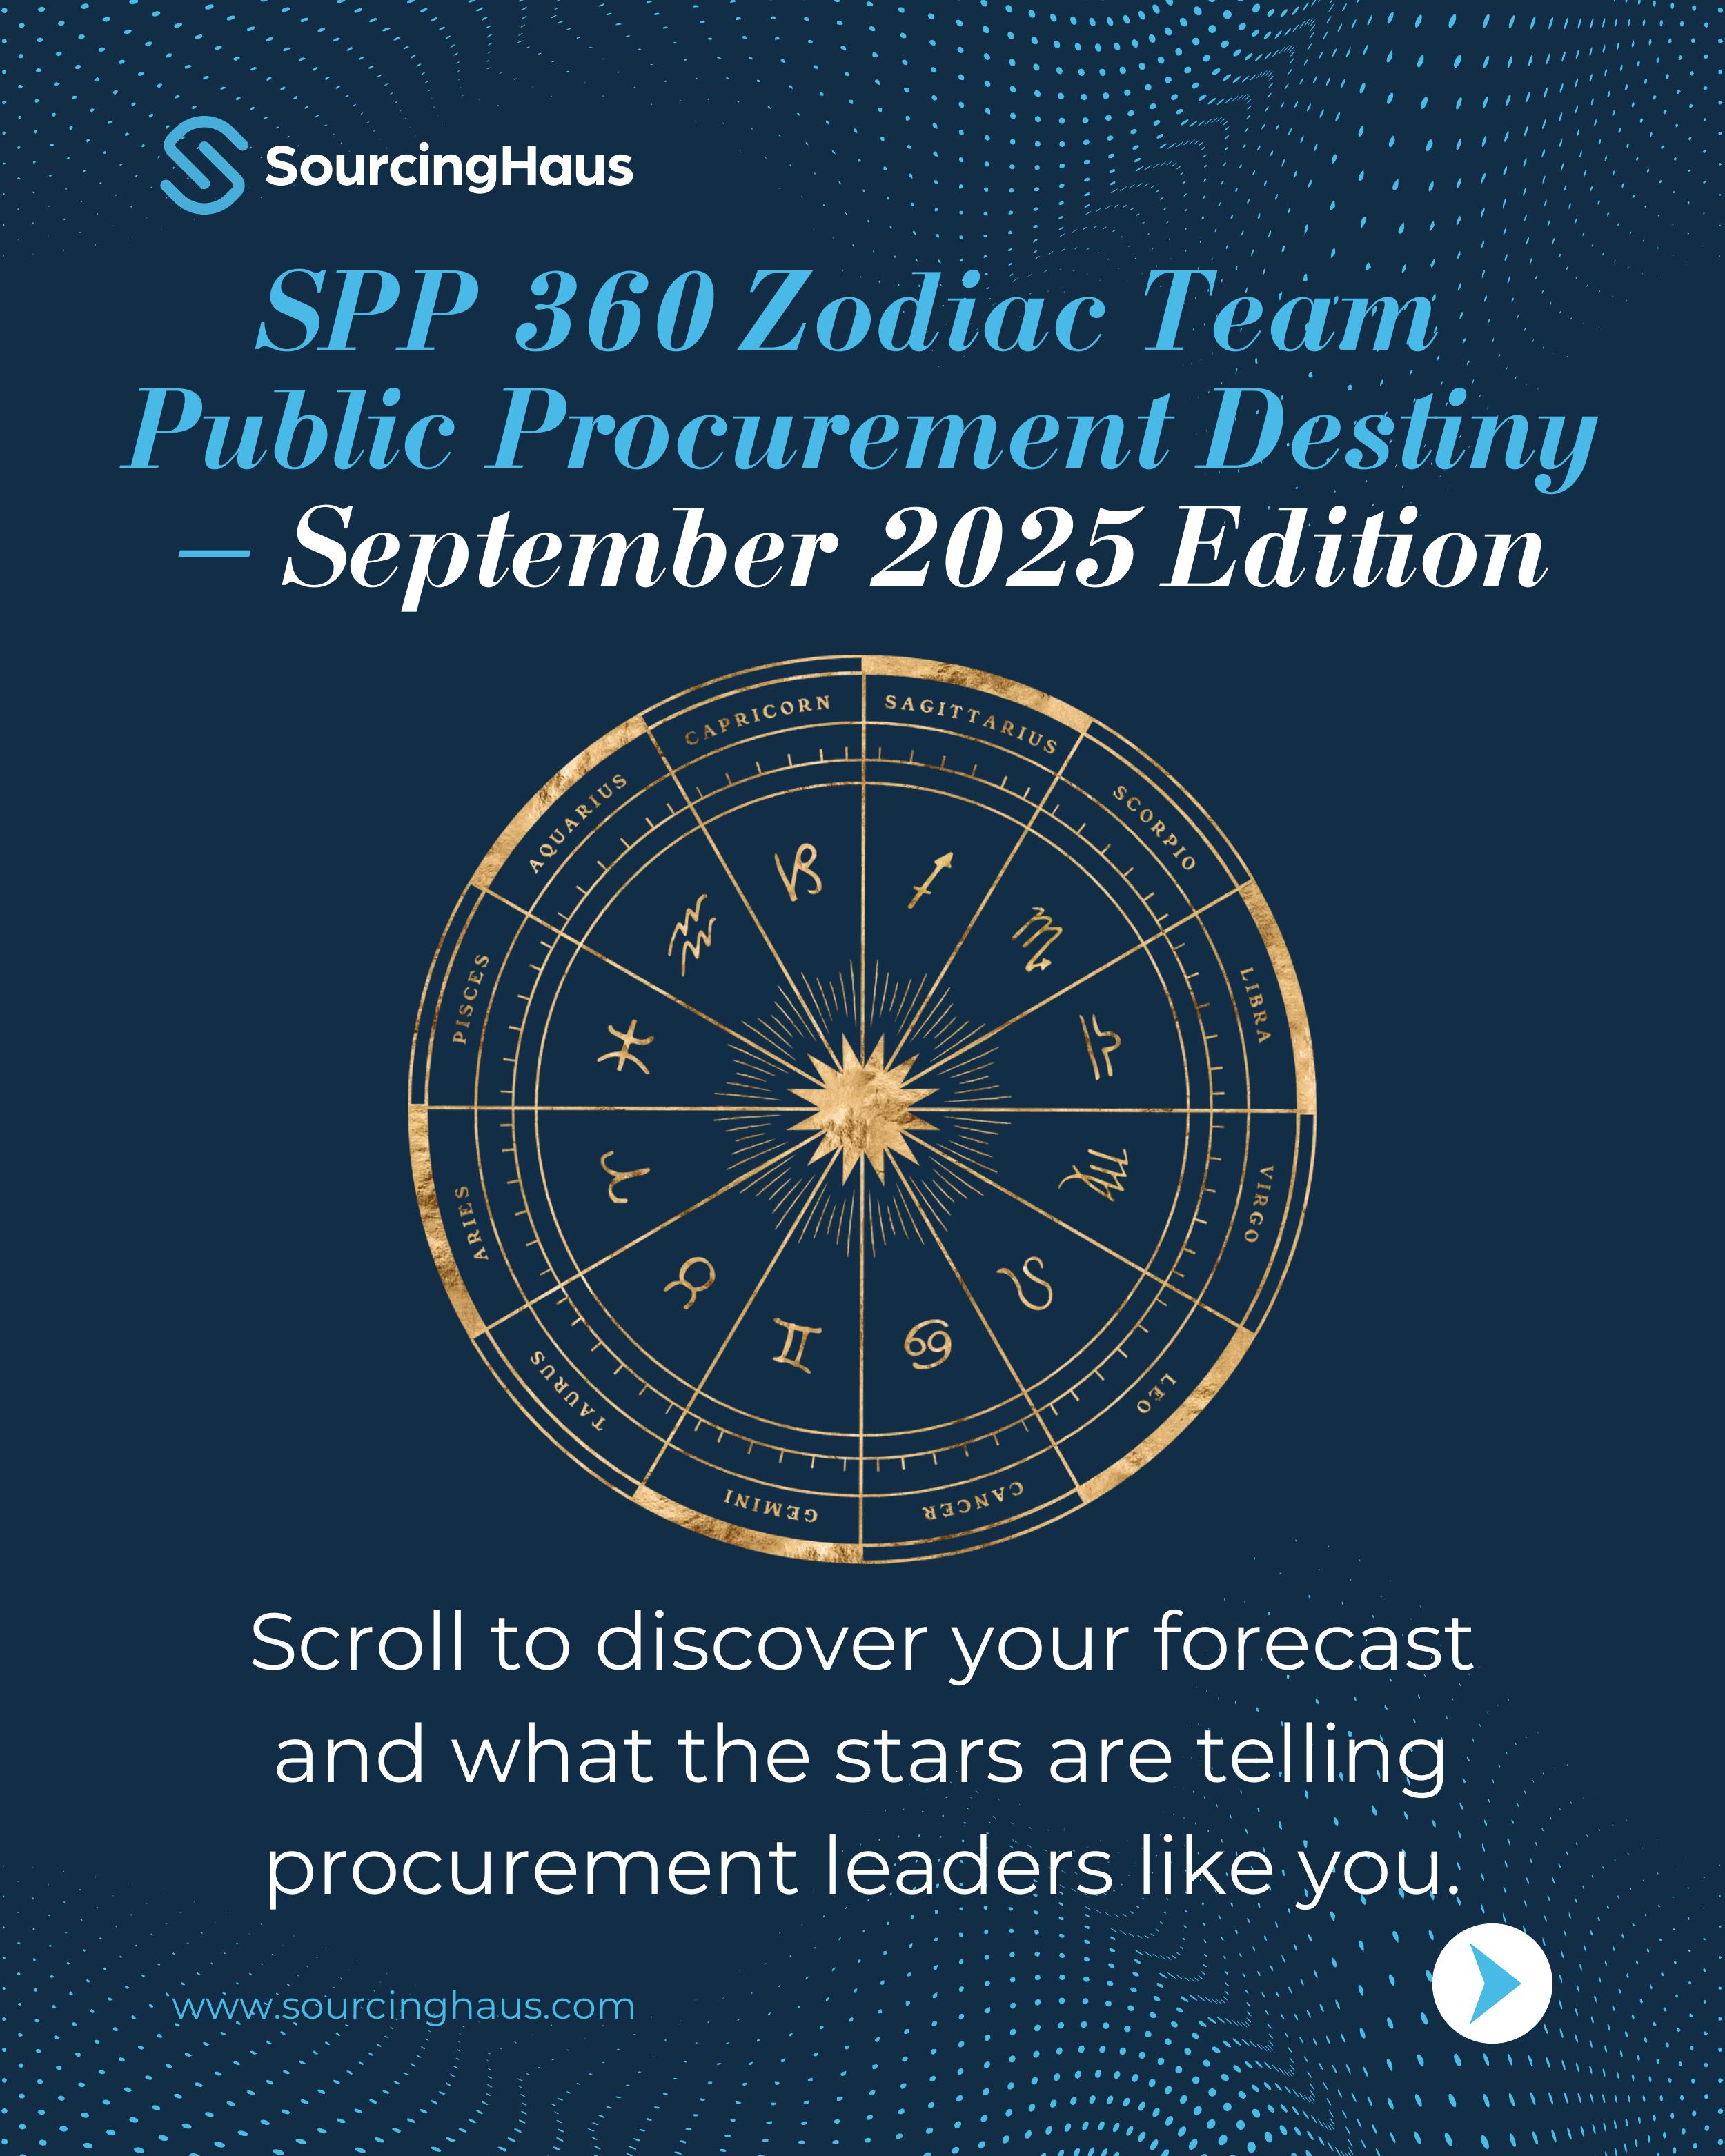 SourcingHaus
SPP 360 Zodiac Team
Public Procurement Destiny
– September 2025 Edition
CAPRICORN
SAGITTARIUS
SCORPIO
LIBRA
VIRGO
LEO
CANCER
GEMINI
TAURUS
ARIES
PISCES
AQUARIUS
Scroll to discover your forecast
and what the stars are telling
procurement leaders like you.
www.sourcinghaus.com